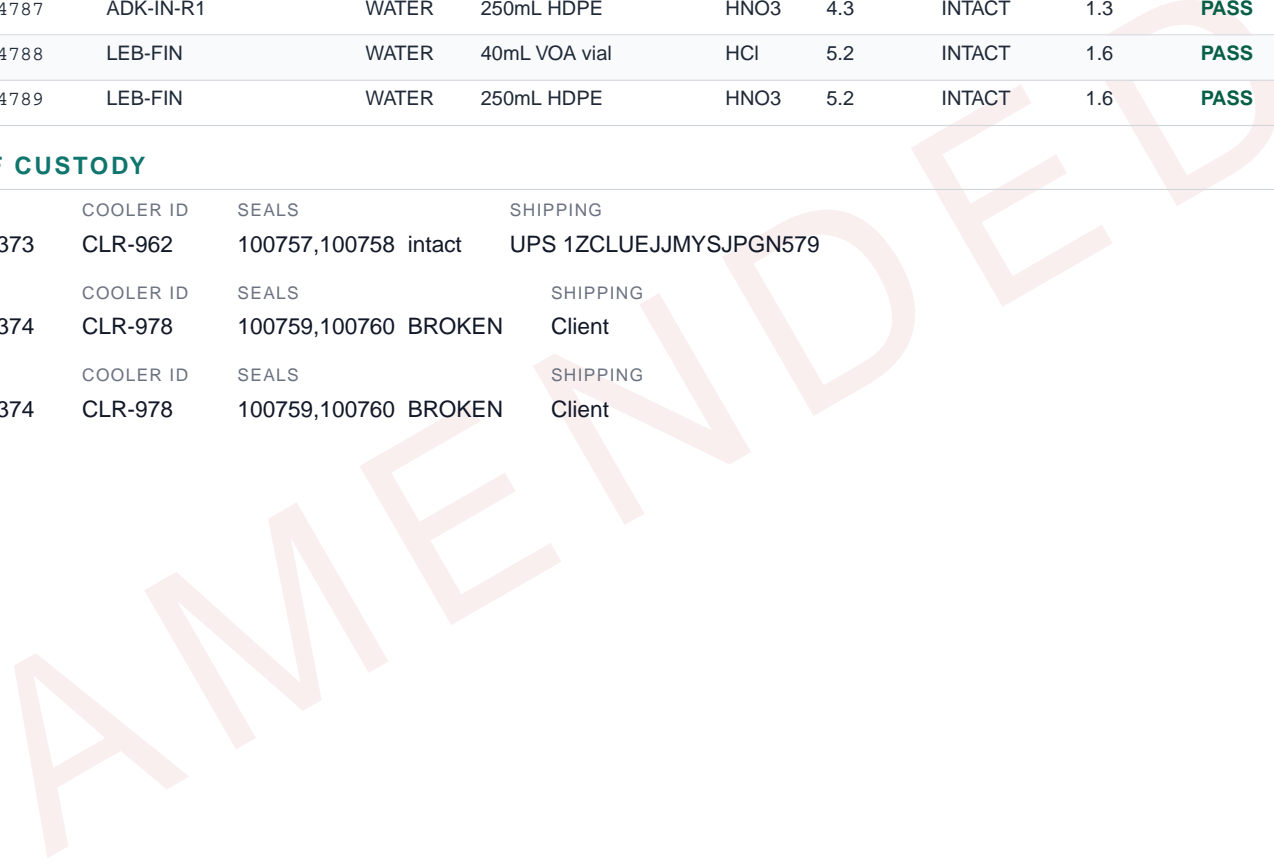 4787 ADK-IN-R1 WATER 250mL HDPE HNO3 4.3 INTACT 1.3 PASS
4788 LEB-FIN WATER 40mL VOA vial HCl 5.2 INTACT 1.6 PASS
4789 LEB-FIN WATER 250mL HDPE HNO3 5.2 INTACT 1.6 PASS
CUSTODY
COOLER ID SEALS SHIPPING
373 CLR-962 100757,100758 intact UPS 1ZCLUEJJMYSJPGN579
COOLER ID SEALS SHIPPING
374 CLR-978 100759,100760 BROKEN Client
COOLER ID SEALS SHIPPING
374 CLR-978 100759,100760 BROKEN Client
AMENDED